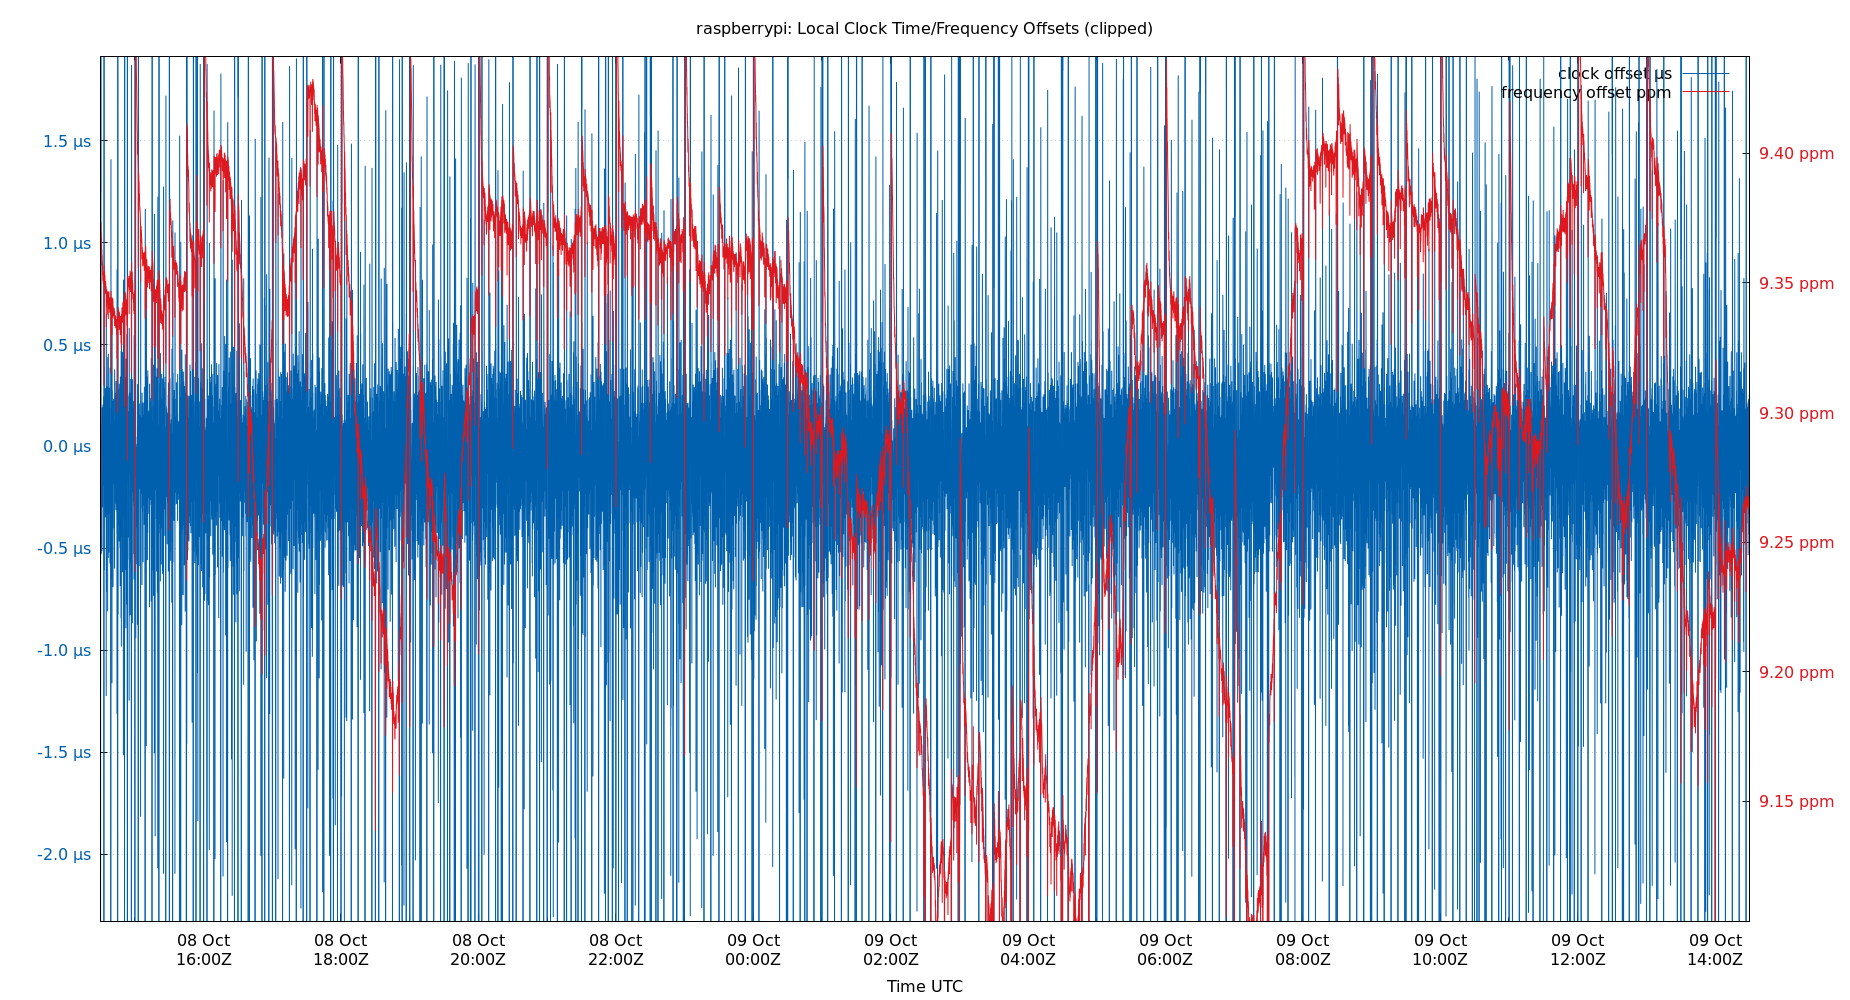 raspberrypi: Local Clock Time/Frequency Offsets (clipped)
clock offset µs
frequency offset ppm
1.5 µs
1.0 µs
0.5 µs
0.0 µs
-0.5 µs
-1.0 µs
-1.5 µs
-2.0 µs
9.40 ppm
9.35 ppm
9.30 ppm
9.25 ppm
9.20 ppm
9.15 ppm
08 Oct 08 Oct 08 Oct 08 Oct 09 Oct 09 Oct 09 Oct 09 Oct 09 Oct 09 Oct 09 Oct 09 Oct
16:00Z 18:00Z 20:00Z 22:00Z 00:00Z 02:00Z 04:00Z 06:00Z 08:00Z 10:00Z 12:00Z 14:00Z
Time UTC